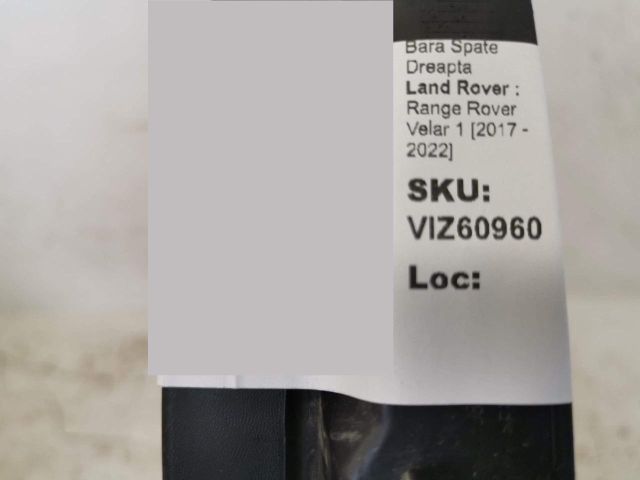 Bara Spate
Dreapta
Land Rover :
Range Rover
Velar 1 [2017 -
2022]
SKU:
VIZ60960
Loc: